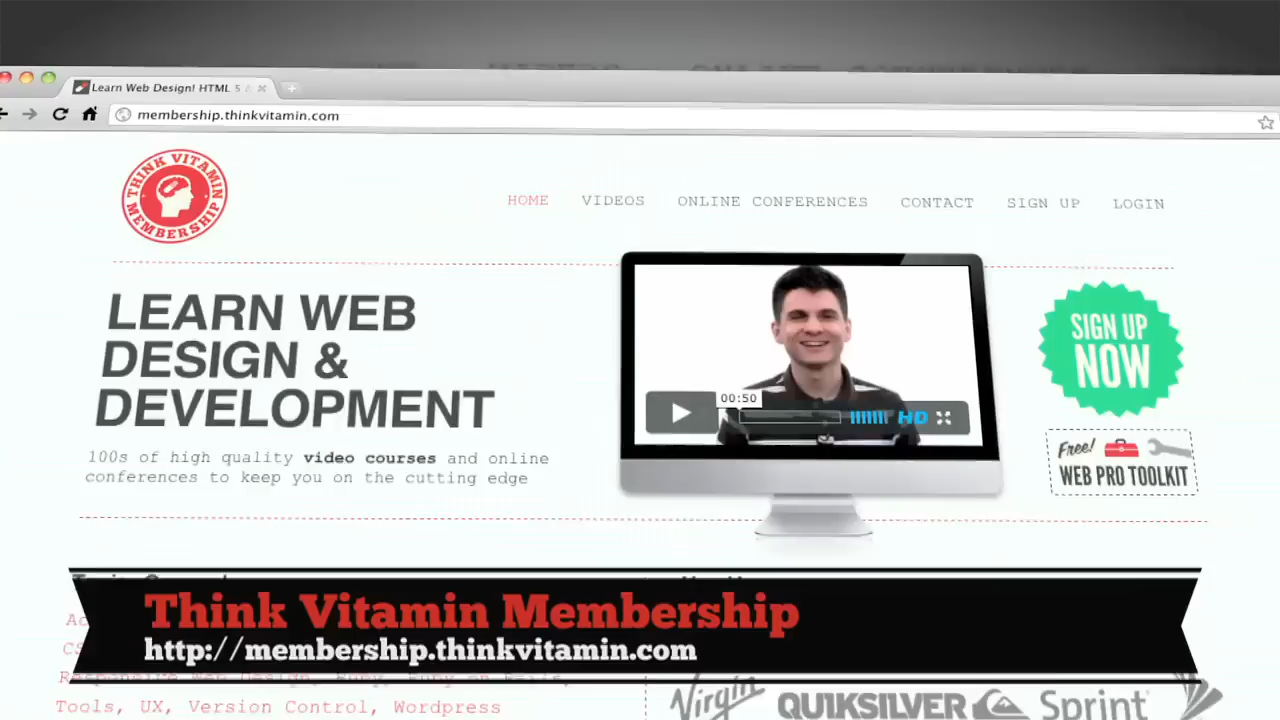 Learn Web Design! HTML 5
membership.thinkvitamin.com
THINK VITAMIN
MEMBERSHIP
HOME VIDEOS ONLINE CONFERENCES CONTACT SIGN UP LOGIN
LEARN WEB
DESIGN &
DEVELOPMENT
100s of high quality video courses and online
conferences to keep you on the cutting edge
00:50
HD
SIGN UP
NOW
Free!
WEB PRO TOOLKIT
Think Vitamin Membership
http://membership.thinkvitamin.com
Tools, UX, Version Control, Wordpress
Virgin QUIKSILVER Sprint